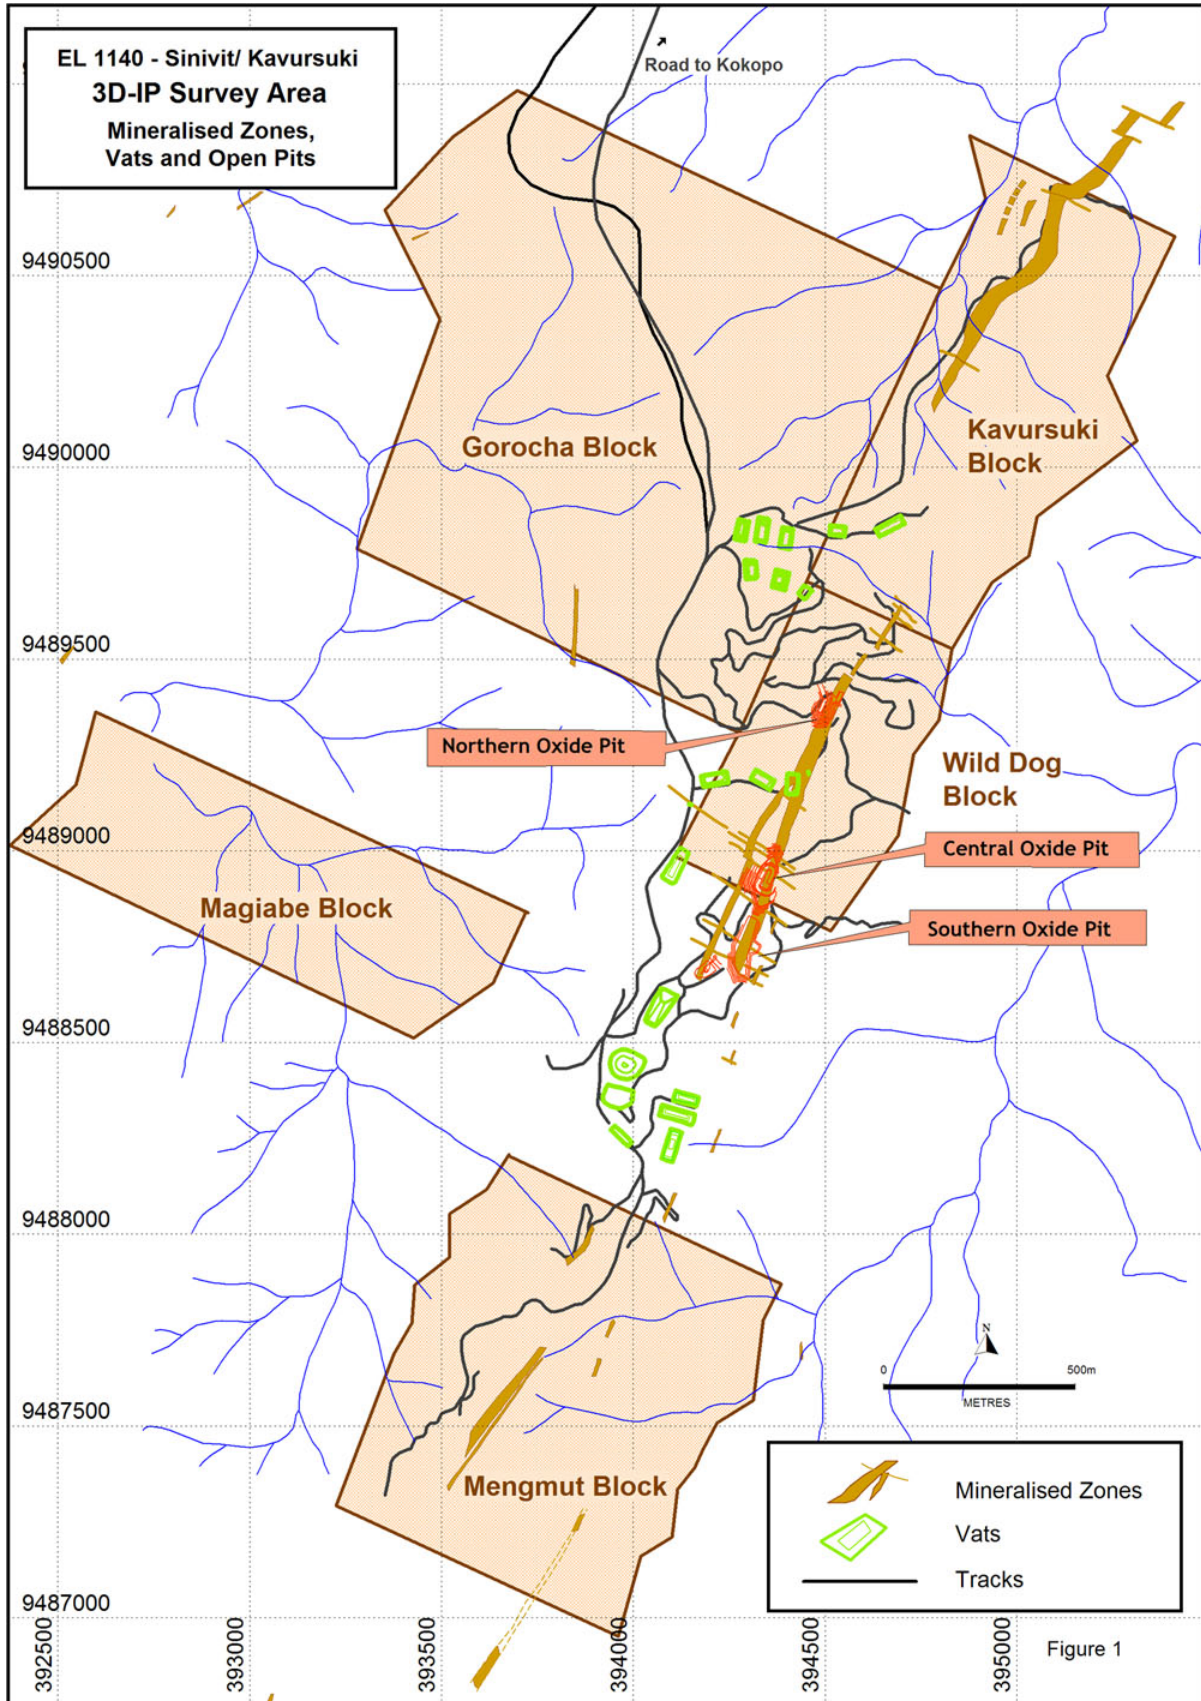 EL 1140 - Sinivit/ Kavursuki
3D-IP Survey Area
Mineralised Zones,
Vats and Open Pits
Road to Kokopo
9490500
Gorocha Block
Kavursuki
Block
9490000
9489500
Northern Oxide Pit
Wild Dog
Block
9489000
Central Oxide Pit
Magiabe Block
Southern Oxide Pit
9488500
9488000
N
0
500m
METRES
9487500
Mengmut Block
Mineralised Zones
Vats
Tracks
9487000
392500
393000
393500
394000
394500
395000
Figure 1